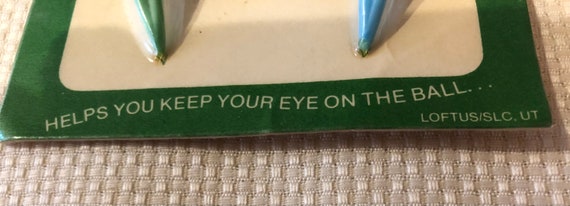 HELPS YOU KEEP YOUR EYE ON THE BALL...
LOFTUS/SLC. UT